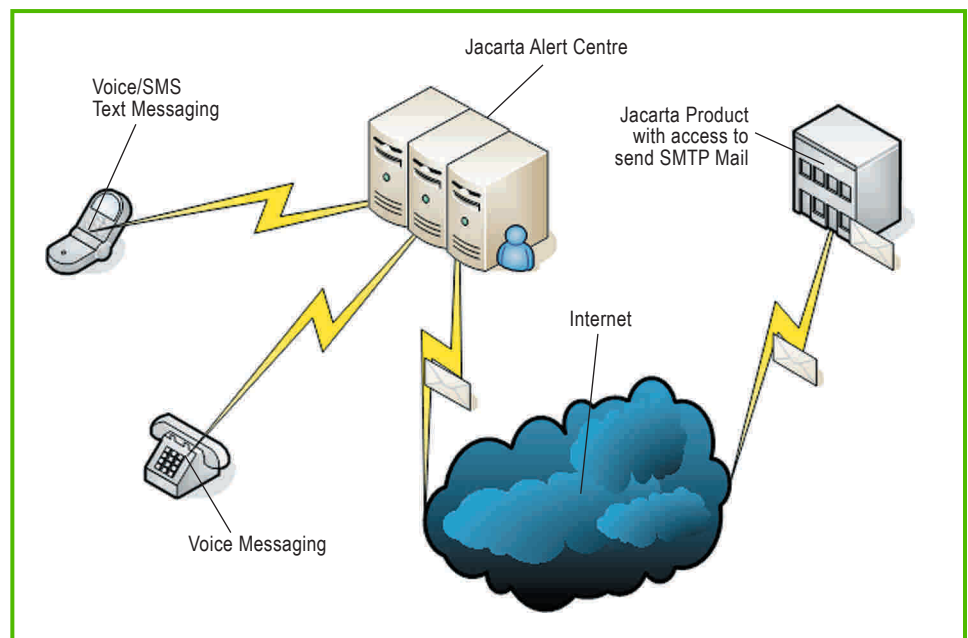 Jacarta Alert Centre
Voice/SMS
Text Messaging
Jacarta Product
with access to
send SMTP Mail
Internet
Voice Messaging